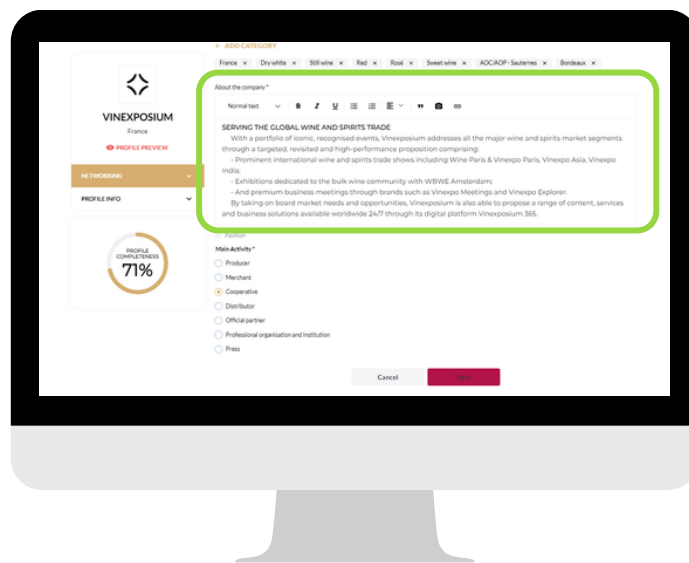 + ADD CATEGORY
France × Dry white × Still wine × Red × Rosé × Sweet wine × AOC/AOP - Sauternes × Bordeaux ×
About the company *
Normal text B I U
VINEXPOSIUM
France
PROFILE PREVIEW
NETWORKING
PROFILE INFO
PROFILE
COMPLETENESS
71%
SERVING THE GLOBAL WINE AND SPIRITS TRADE
With a portfolio of iconic, recognised events, Vinexposium addresses all the major wine and spirits market segments
through a targeted, revisited and high-performance proposition comprising:
- Prominent international wine and spirits trade shows including Wine Paris & Vinexpo Paris, Vinexpo Asia, Vinexpo
India;
- Exhibitions dedicated to the bulk wine community with WBWE Amsterdam;
- And premium business meetings through brands such as Vinexpo Meetings and Vinexpo Explorer.
By taking on board market needs and opportunities, Vinexposium is also able to propose a range of content, services
and business solutions available worldwide 24/7 through its digital platform Vinexposium 365.
Pavilion
Main Activity *
Producer
Merchant
Cooperative
Distributor
Official partner
Professional organisation and institution
Press
Cancel
Save